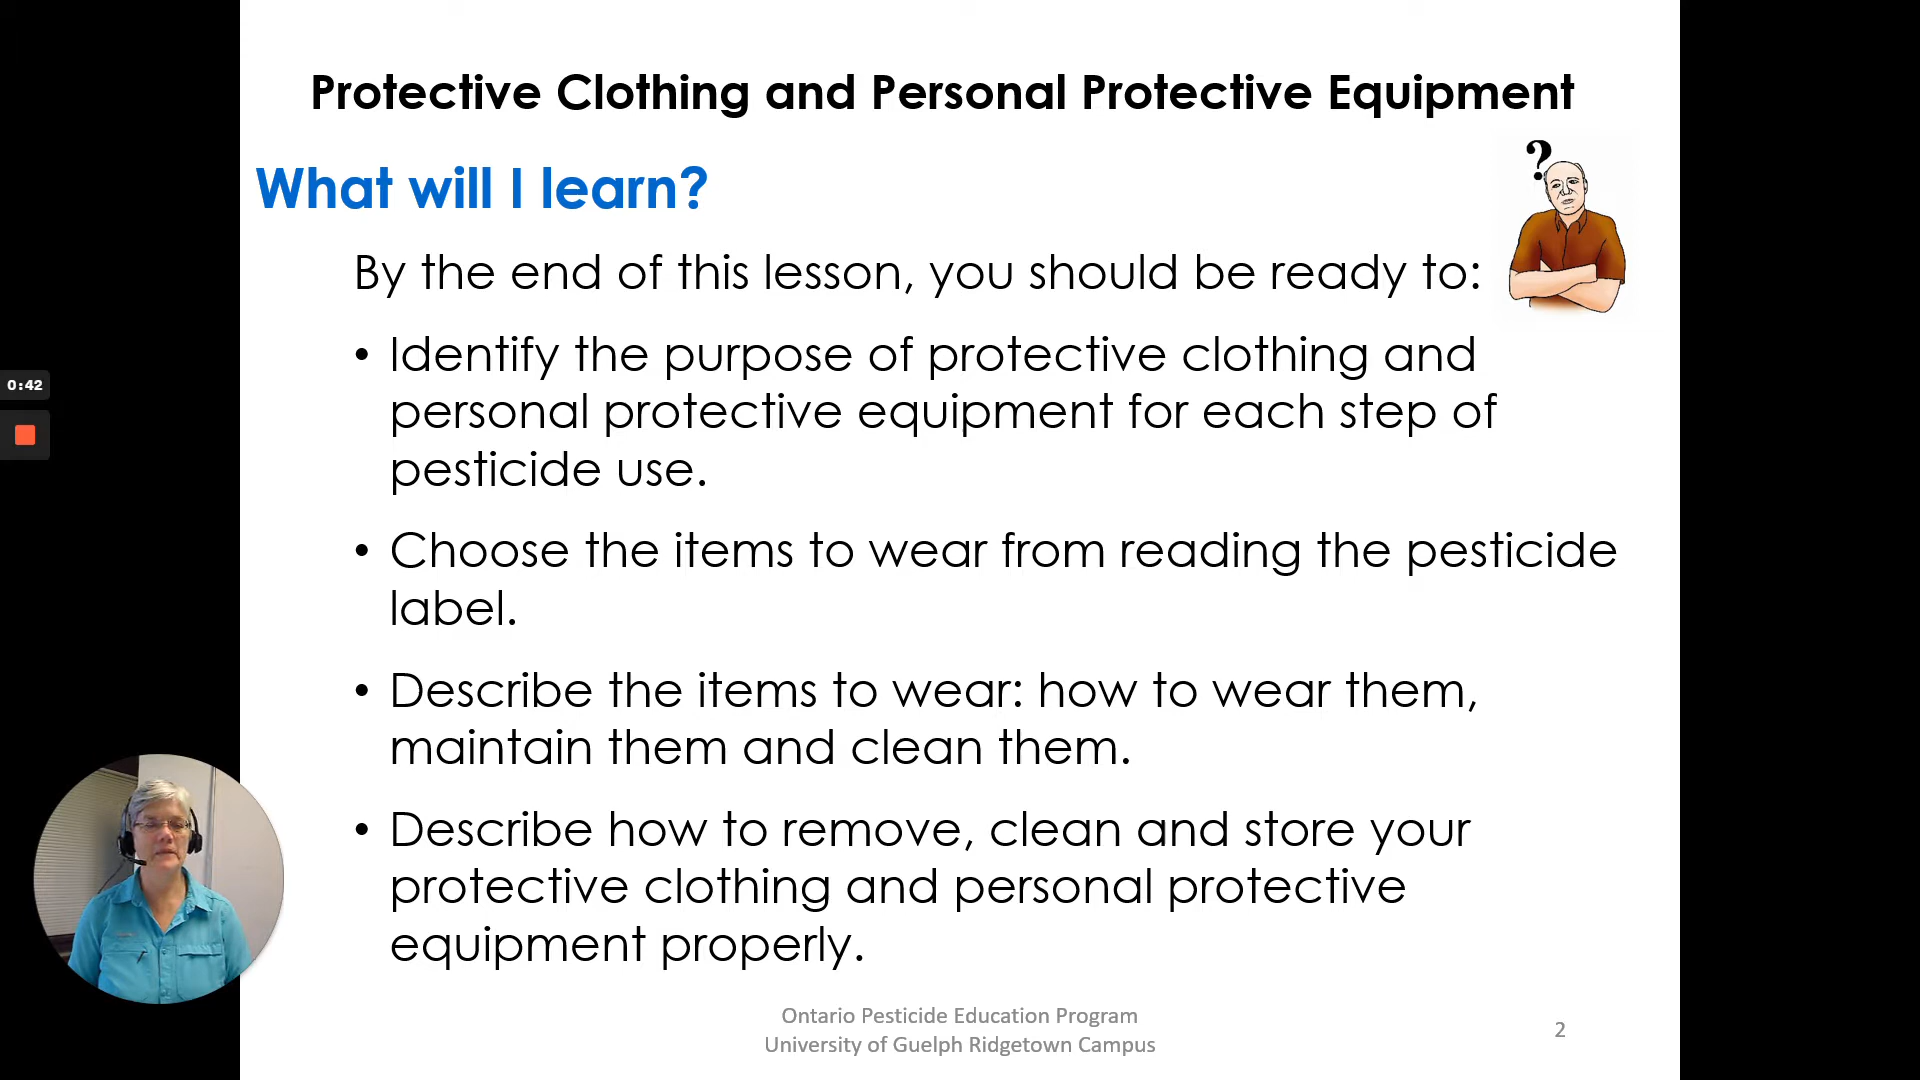 Protective Clothing and Personal Protective Equipment
?
What will I learn?
By the end of this lesson, you should be ready to:
• Identify the purpose of protective clothing and
personal protective equipment for each step of
pesticide use.
0:42
• Choose the items to wear from reading the pesticide
label.
• Describe the items to wear: how to wear them,
maintain them and clean them.
• Describe how to remove, clean and store your
protective clothing and personal protective
equipment properly.
Ontario Pesticide Education Program
University of Guelph Ridgetown Campus
2